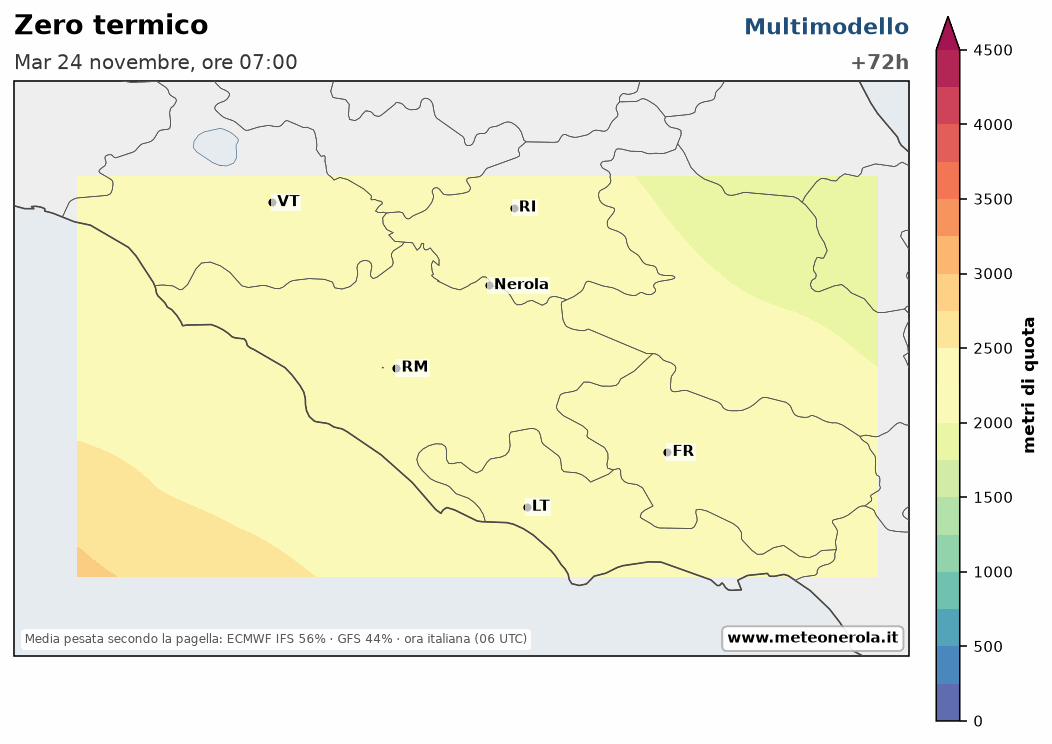 Zero termico
Multimodello
Mar 24 novembre, ore 07:00
+72h
VT
RI
Nerola
RM
FR
LT
Media pesata secondo la pagella: ECMWF IFS 56% · GFS 44% · ora italiana (06 UTC)
www.meteonerola.it
4500
4000
3500
3000
2500
2000
1500
1000
500
0
metri di quota